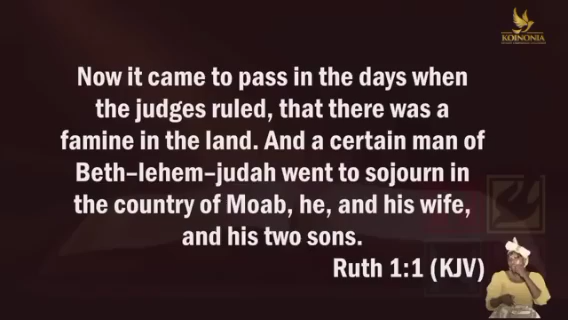 KOINONIA
Now it came to pass in the days when
the judges ruled, that there was a
famine in the land. And a certain man of
Beth–lehem–judah went to sojourn in
the country of Moab, he, and his wife,
and his two sons.
Ruth 1:1 (KJV)